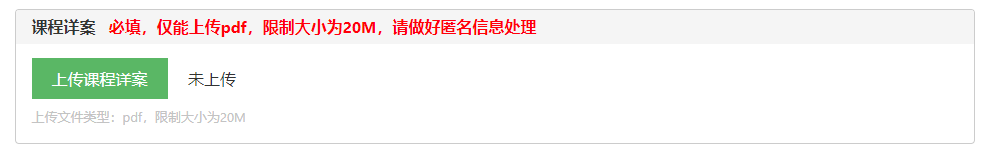 课程详案 必填，仅能上传pdf，限制大小为20M，请做好匿名信息处理
上传课程详案 未上传
上传文件类型：pdf，限制大小为20M